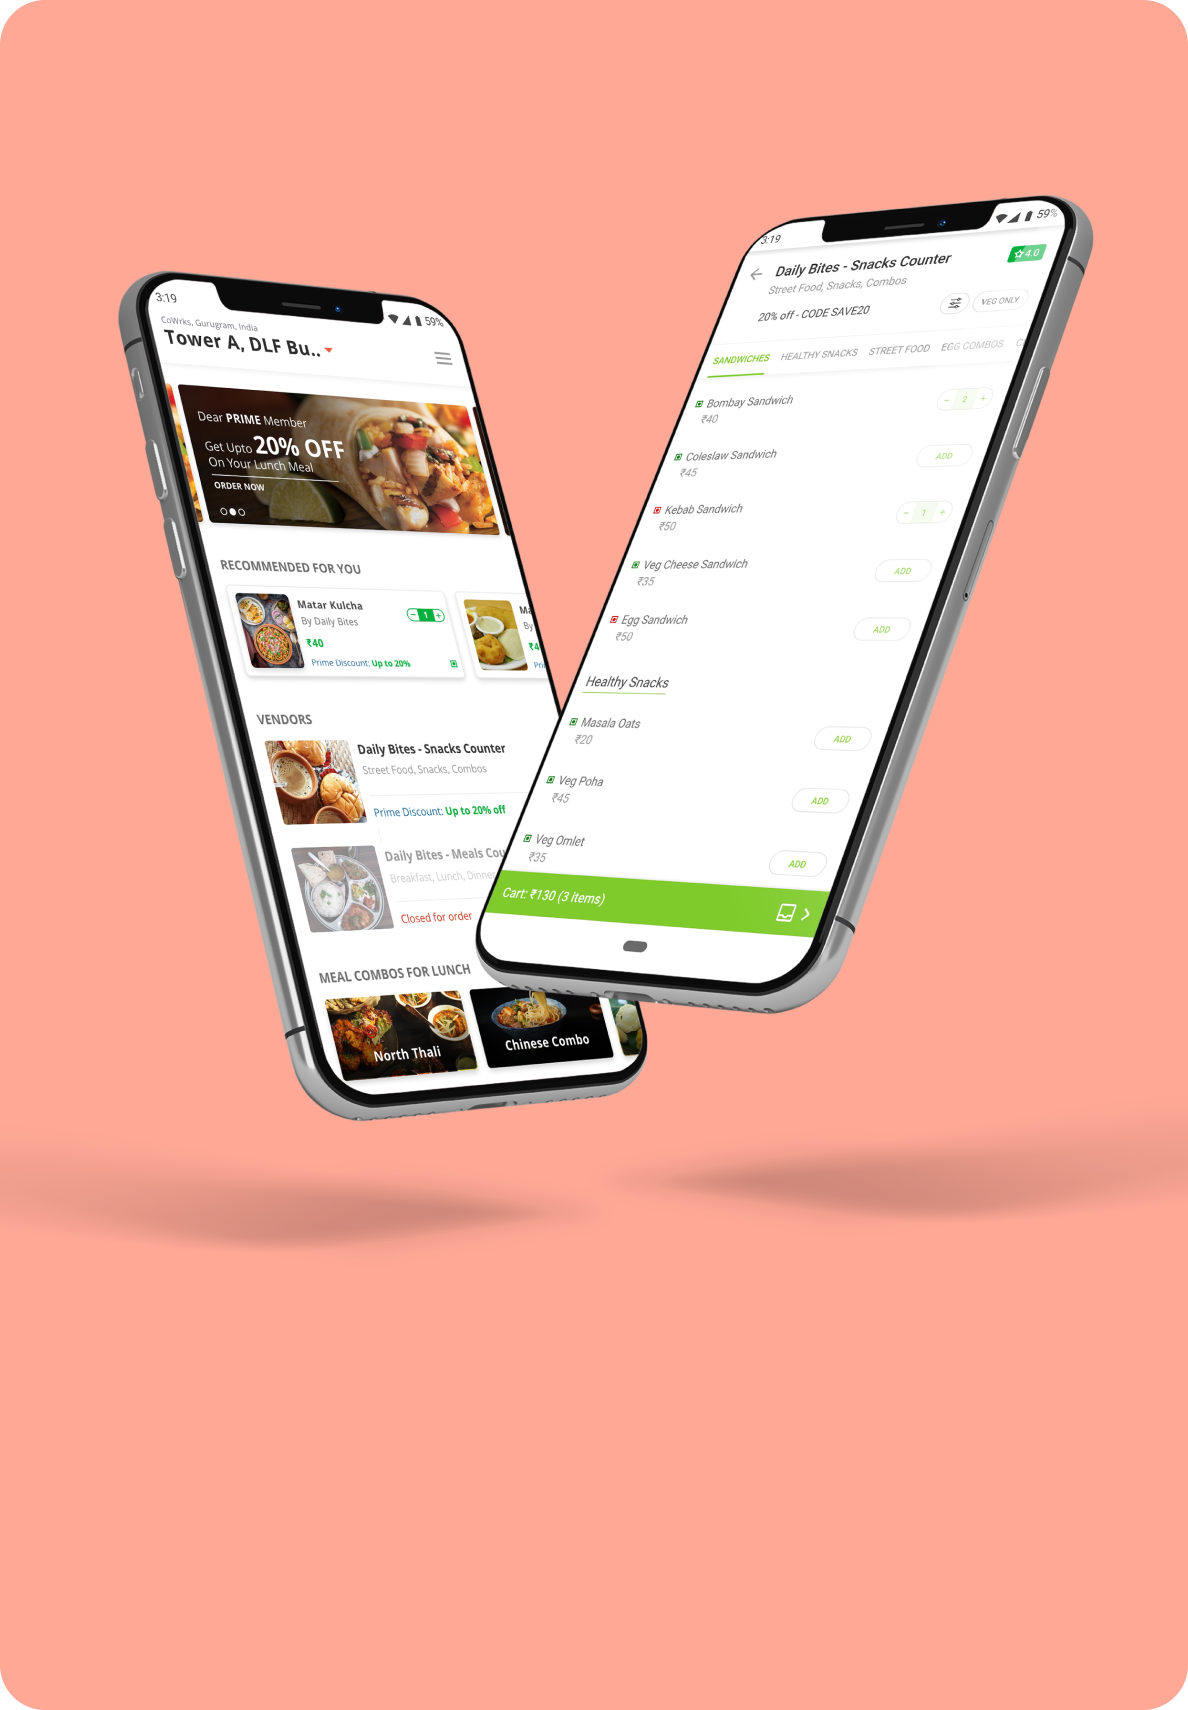 3:19
59%
CoWrks, Gurugram, India
Tower A, DLF Bu..
Dear PRIME Member
Get Upto 20% OFF
On Your Lunch Meal
ORDER NOW
RECOMMENDED FOR YOU
Matar Kulcha
By Daily Bites
− 1 +
₹40
Prime Discount: Up to 20%
Ma
By
₹4
VENDORS
Daily Bites - Snacks Counter
Street Food, Snacks, Combos
Prime Discount: Up to 20% off
Daily Bites - Meals Cou
Breakfast, Lunch, Dinner
Closed for order
MEAL COMBOS FOR LUNCH
North Thali
Chinese Combo
3:19
59%
Daily Bites - Snacks Counter
4.0
Street Food, Snacks, Combos
20% off - CODE SAVE20
VEG ONLY
SANDWICHES HEALTHY SNACKS STREET FOOD EGG COMBOS C
Bombay Sandwich
− 2 +
₹40
Coleslaw Sandwich
ADD
₹45
Kebab Sandwich
− 1 +
₹50
Veg Cheese Sandwich
ADD
₹35
Egg Sandwich
ADD
₹50
Healthy Snacks
Masala Oats
ADD
₹20
Veg Poha
ADD
₹45
Veg Omlet
ADD
₹35
Cart: ₹130 (3 items)